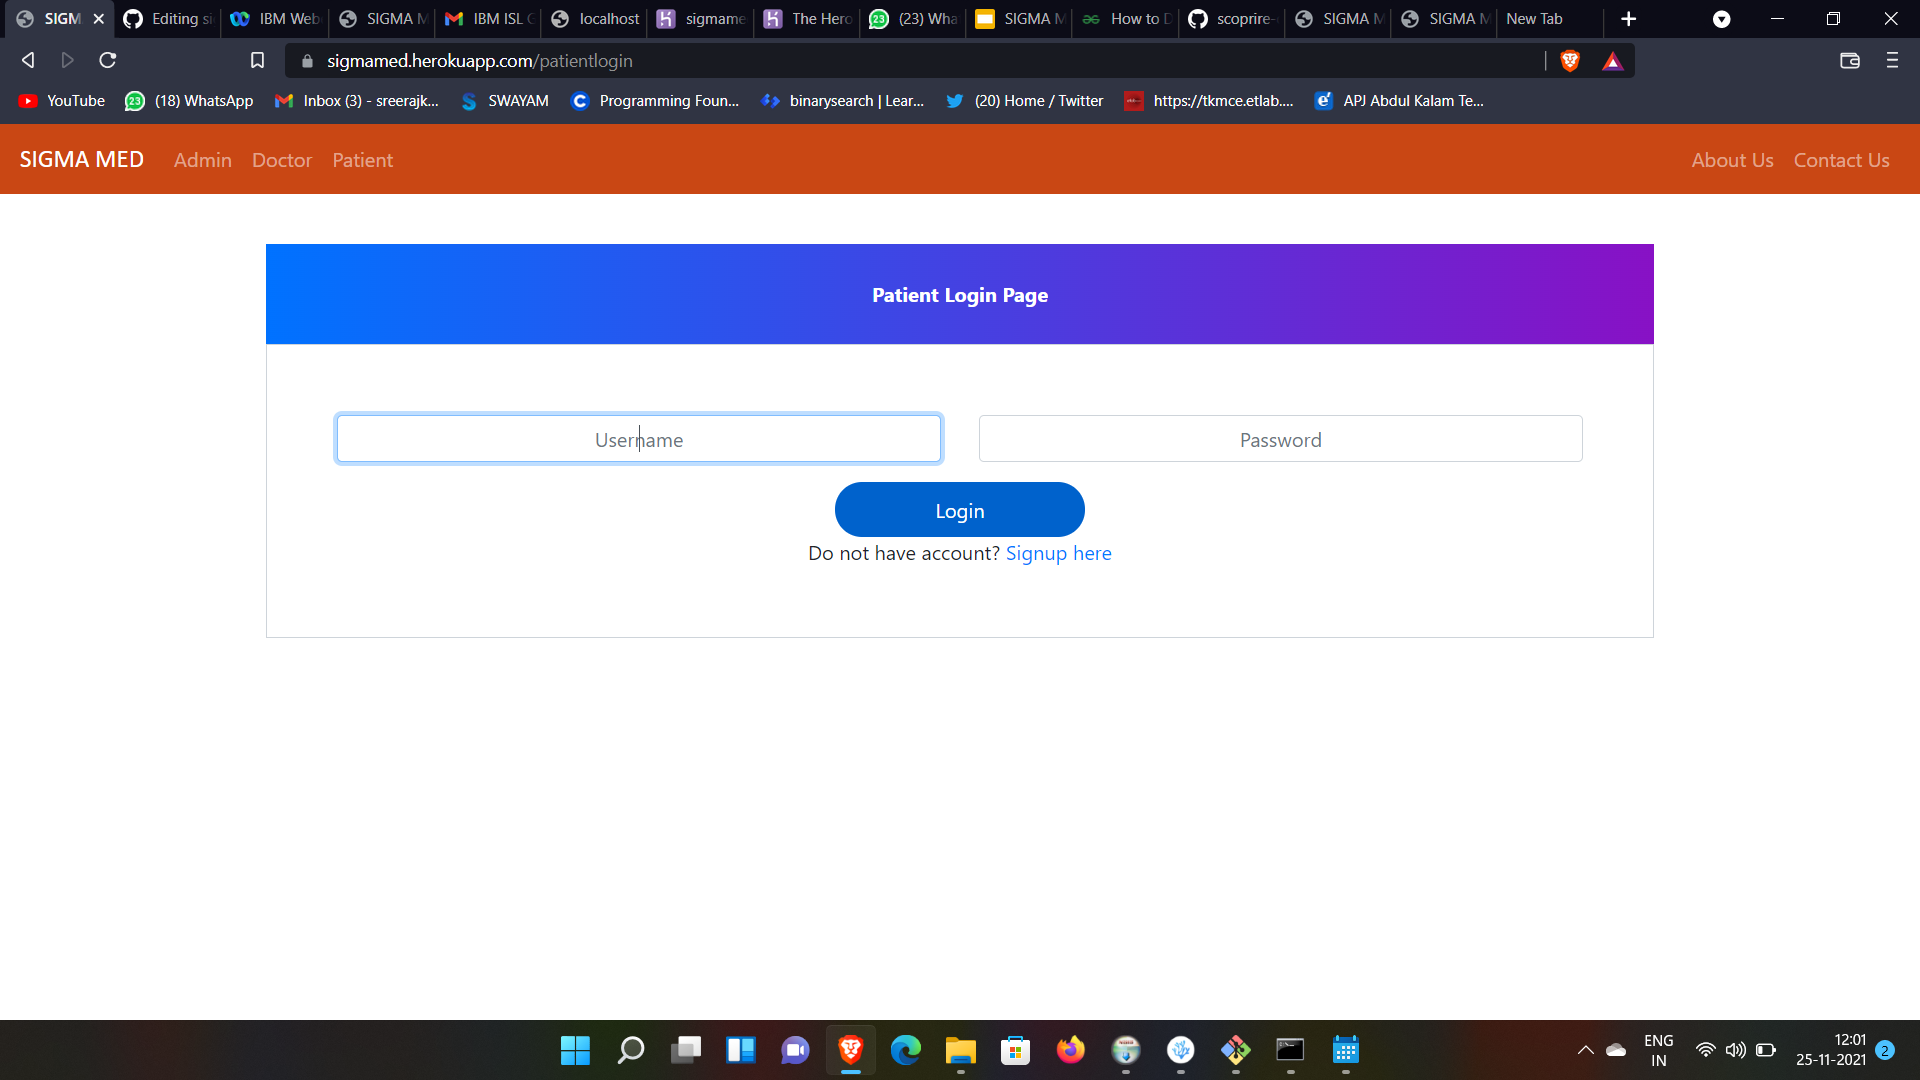 SIGM
Editing si
IBM Web
SIGMA M
IBM ISL G
localhost
sigmame
The Hero
23 (23) Wha
SIGMA M
How to D
scoprire-
SIGMA M
SIGMA M
New Tab
sigmamed.herokuapp.com/patientlogin
YouTube
23 (18) WhatsApp
Inbox (3) - sreerajk...
SWAYAM
Programming Foun...
binarysearch | Lear...
(20) Home / Twitter
https://tkmce.etlab....
APJ Abdul Kalam Te...
SIGMA MED Admin Doctor Patient About Us Contact Us
Patient Login Page
Username Password
Login
Do not have account? Signup here
ENG
IN
12:01
25-11-2021
2